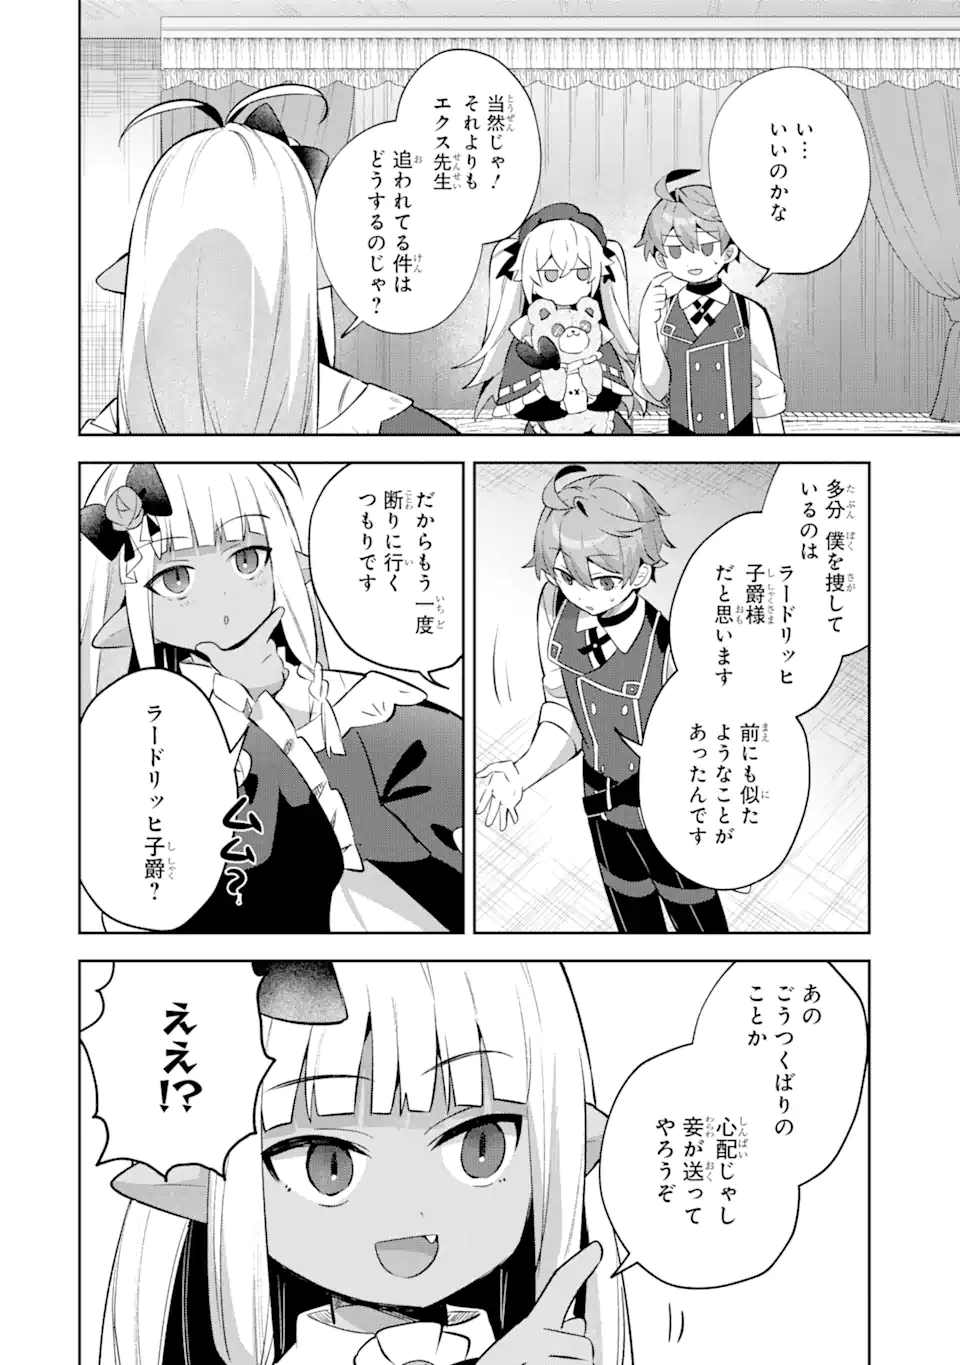 い…
いいのかな
当然じゃ！
それよりも
エクス先生
追われてる件は
どうするのじゃ？
多分 僕を捜して
いるのは
ラードリッヒ
子爵様
だと思います
前にも似た
ようなことが
あったんです
だからもう一度
断りに行く
つもりです
ラードリッヒ子爵？
ムム？
あの
ごうつくばりの
ことか
心配じゃし
妾が送って
やろうぞ
ええ!?